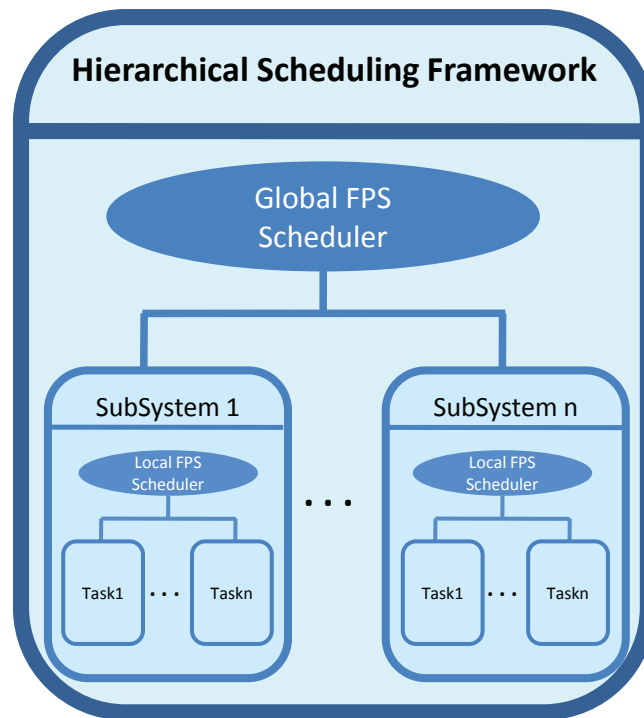 Hierarchical Scheduling Framework
Global FPS
Scheduler
SubSystem 1
Local FPS
Scheduler
Task1
. . .
Taskn
. . .
SubSystem n
Local FPS
Scheduler
Task1
. . .
Taskn